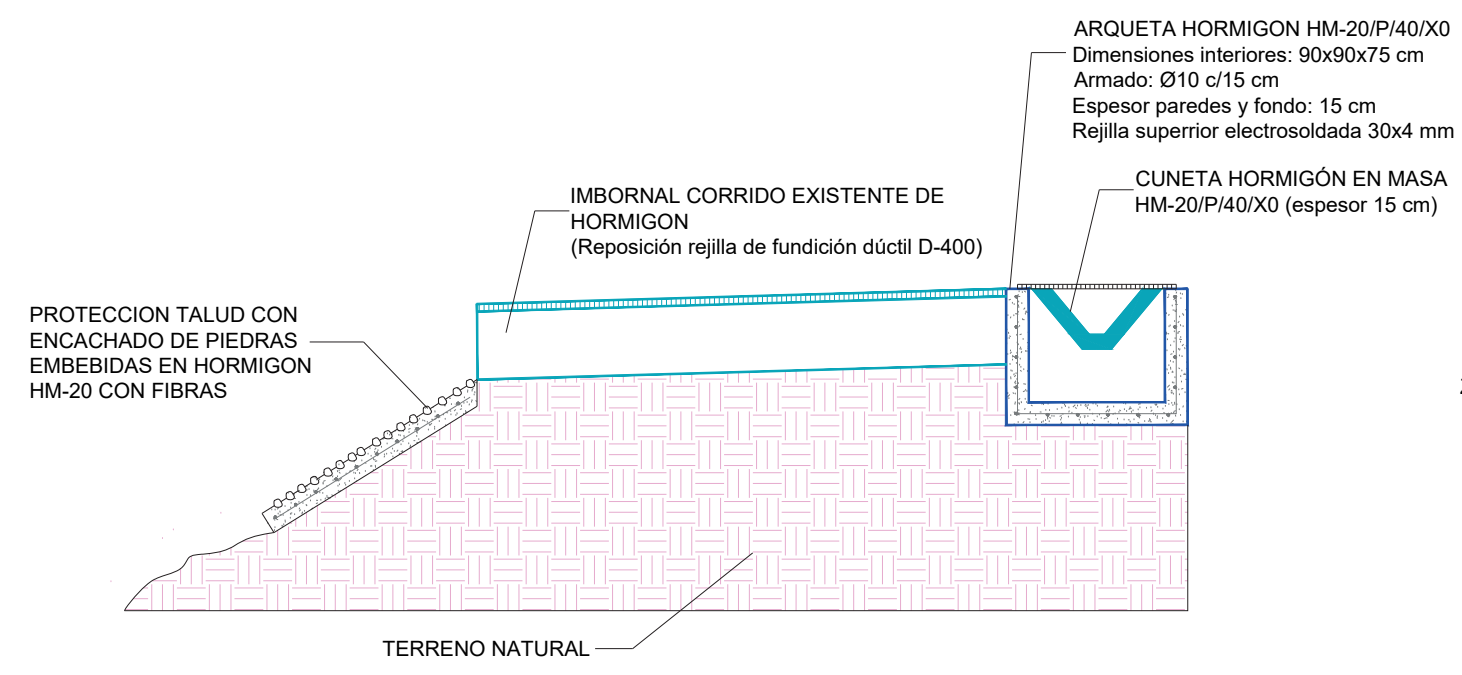 ARQUETA HORMIGON HM-20/P/40/X0
Dimensiones interiores: 90x90x75 cm
Armado: Ø10 c/15 cm
Espesor paredes y fondo: 15 cm
Rejilla superrior electrosoldada 30x4 mm
CUNETA HORMIGÓN EN MASA
HM-20/P/40/X0 (espesor 15 cm)
IMBORNAL CORRIDO EXISTENTE DE
HORMIGON
(Reposición rejilla de fundición dúctil D-400)
PROTECCION TALUD CON
ENCACHADO DE PIEDRAS
EMBEBIDAS EN HORMIGON
HM-20 CON FIBRAS
TERRENO NATURAL